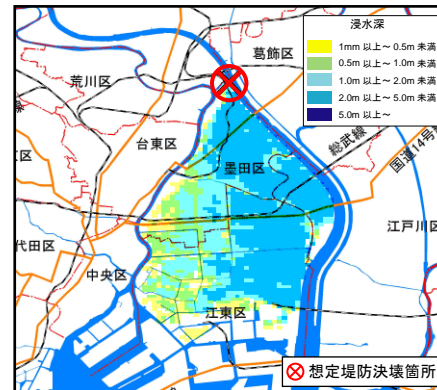 浸水深
1mm 以上～ 0.5m 未満
0.5m 以上～ 1.0m 未満
1.0m 以上～ 2.0m 未満
2.0m 以上～ 5.0m 未満
5.0m 以上～
葛飾区
荒川区
台東区
墨田区
総武線
国道14号
江戸川区
代田区
中央区
江東区
想定堤防決壊箇所